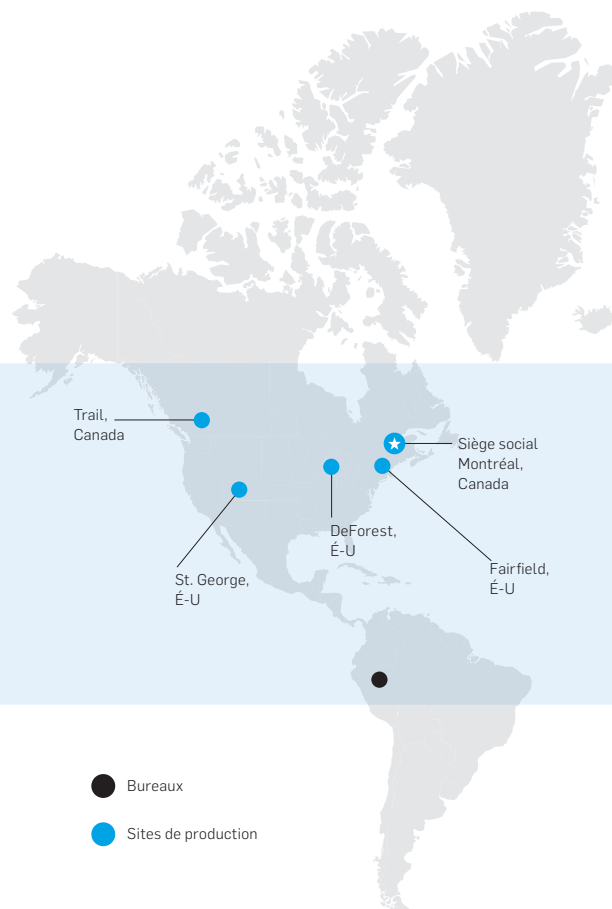 Trail,
Canada
Siège social
Montréal,
Canada
DeForest,
É-U
Fairfield,
É-U
St. George,
É-U
Bureaux
Sites de production